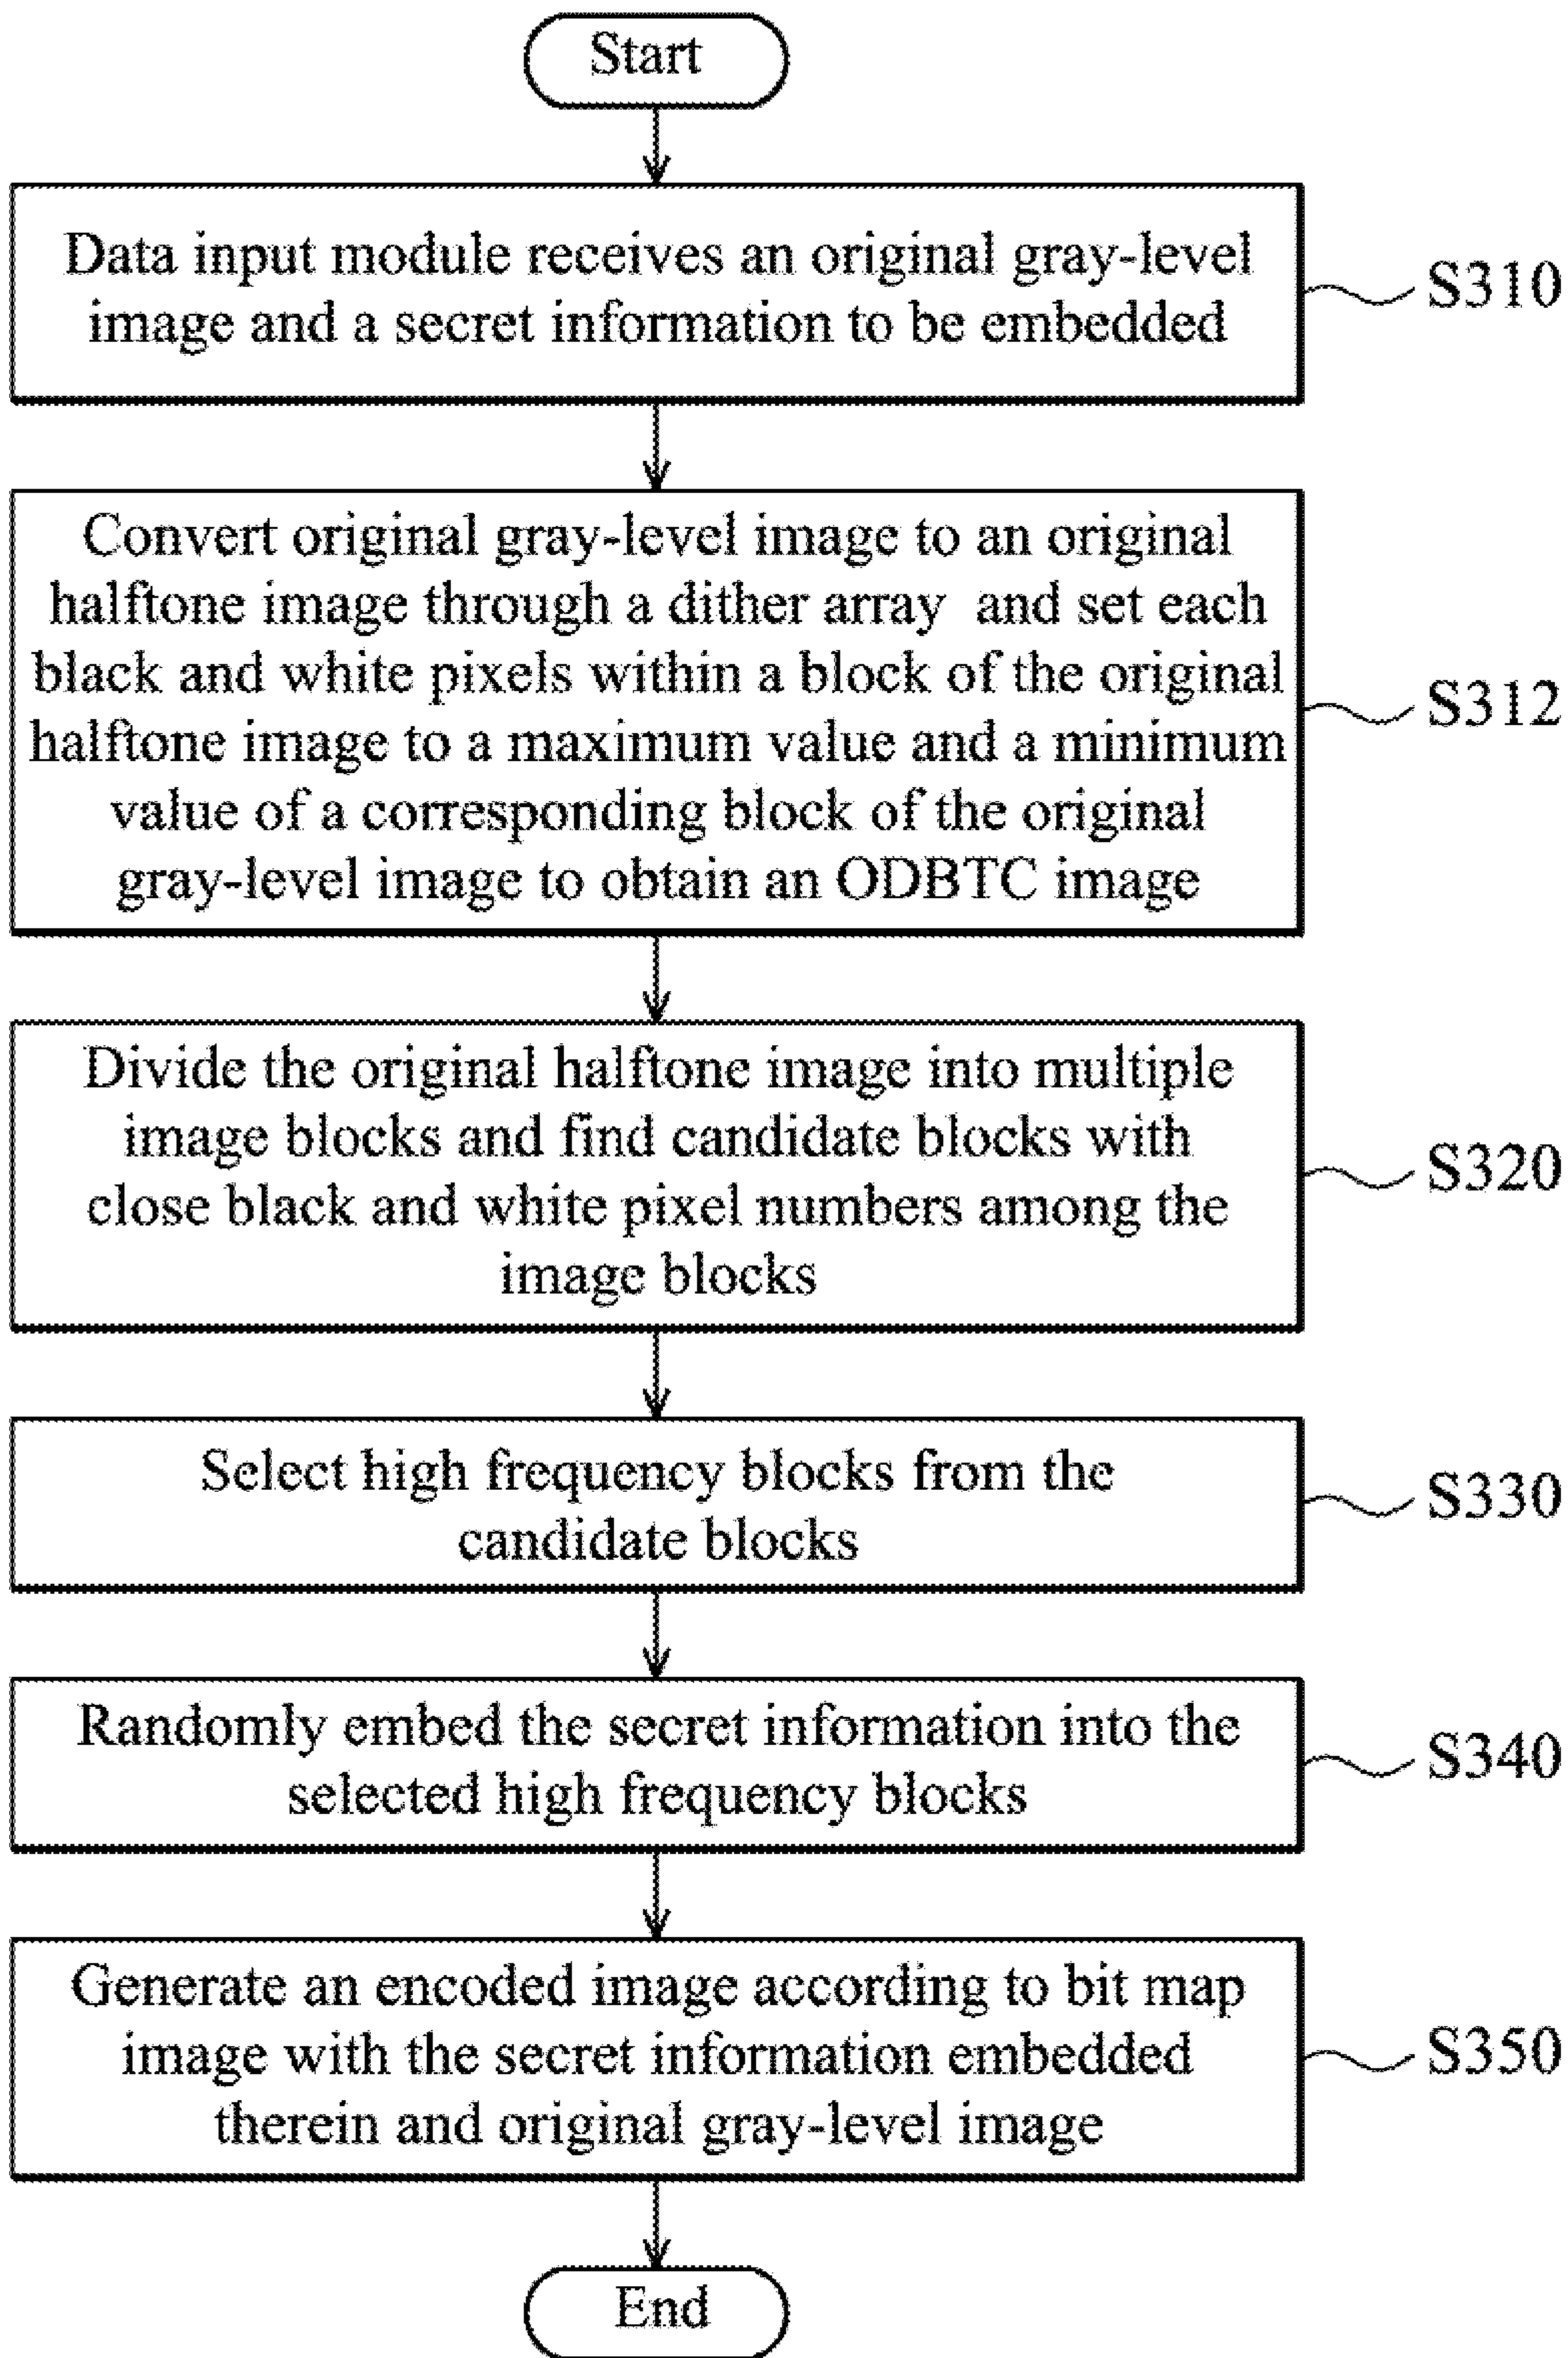 Start
Data input module receives an original gray-level
image and a secret information to be embedded
S310
Convert original gray-level image to an original
halftone image through a dither array and set each
black and white pixels within a block of the original
halftone image to a maximum value and a minimum
value of a corresponding block of the original
gray-level image to obtain an ODBTC image
S312
Divide the original halftone image into multiple
image blocks and find candidate blocks with
close black and white pixel numbers among the
image blocks
S320
Select high frequency blocks from the
candidate blocks
S330
Randomly embed the secret information into the
selected high frequency blocks
S340
Generate an encoded image according to bit map
image with the secret information embedded
therein and original gray-level image
S350
End